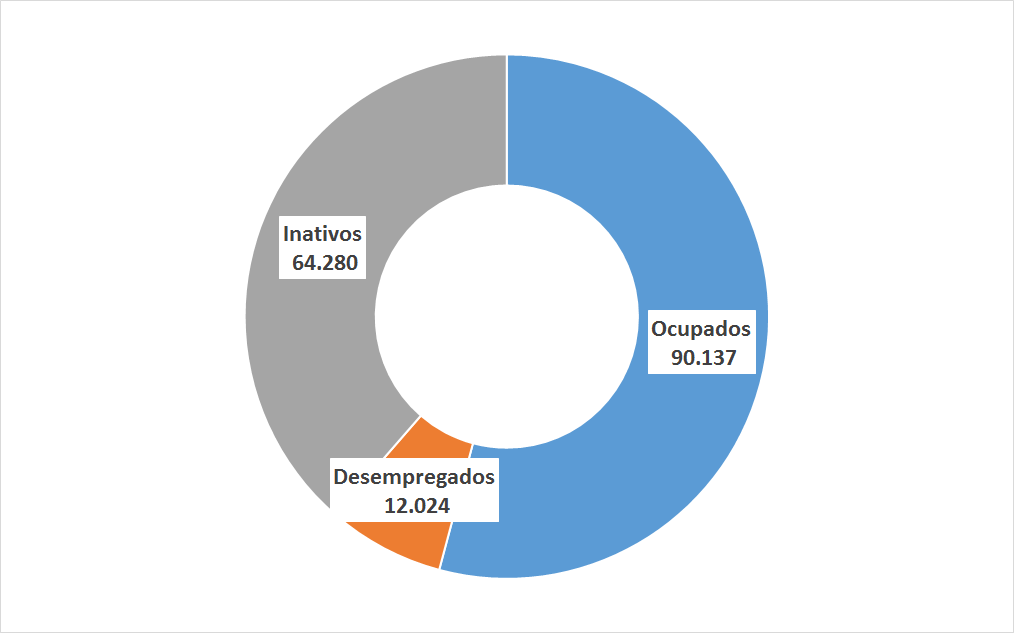 Inativos
64.280
Ocupados
90.137
Desempregados
12.024